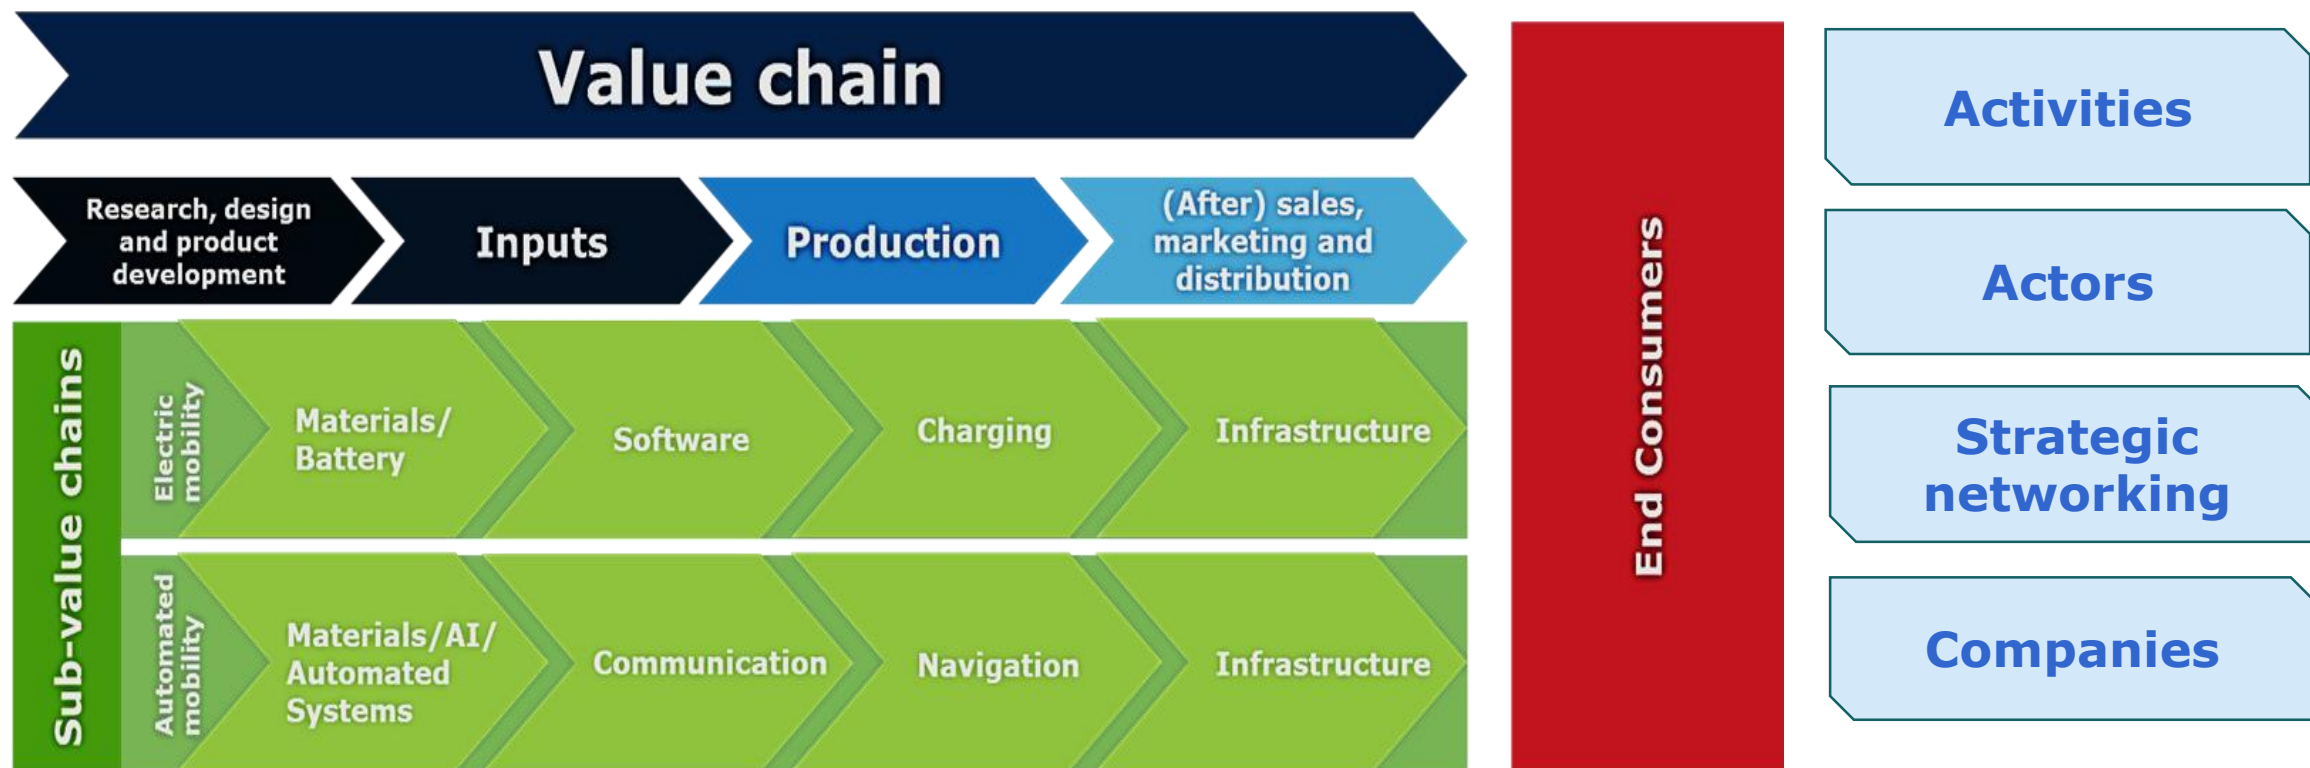 Value chain
Research, design
and product
development
Inputs
Production
(After) sales,
marketing and
distribution
Sub-value chains
Electric
mobility
Materials/
Battery
Software
Charging
Infrastructure
Automated
mobility
Materials/AI/
Automated
Systems
Communication
Navigation
Infrastructure
End Consumers
Activities
Actors
Strategic
networking
Companies